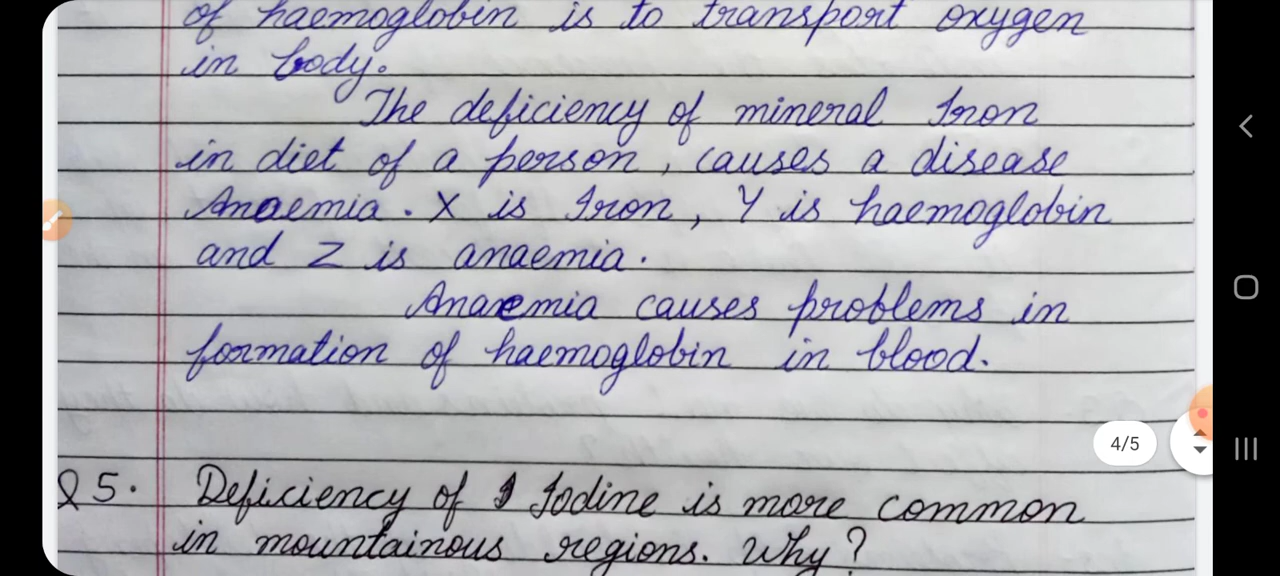 of haemoglobin is to transport oxygen
in body.
The deficiency of mineral Iron
in diet of a person, causes a disease
Anaemia. X is Iron, Y is haemoglobin
and Z is anaemia.
Anaemia causes problems in
formation of haemoglobin in blood.
4/5
Q5. Deficiency of Iodine is more common
in mountainous regions. Why?